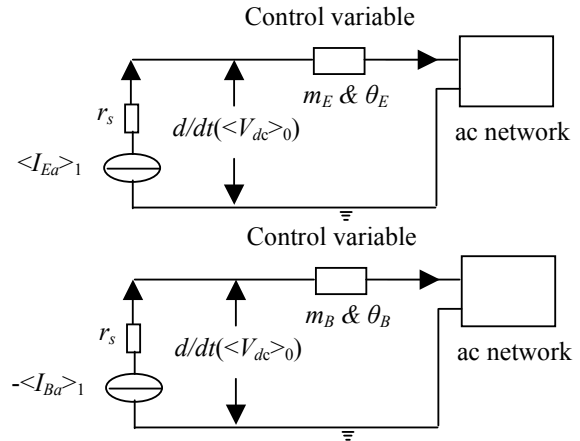 Control variable
m_E & θ_E
r_s
d/dt(<V_dc>_0)
ac network
<I_Ea>_1
Control variable
m_B & θ_B
r_s
d/dt(<V_dc>_0)
ac network
-<I_Ba>_1